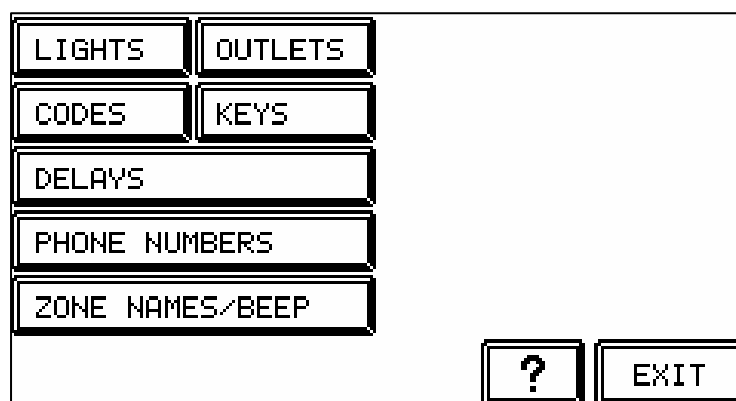 LIGHTS OUTLETS
CODES KEYS
DELAYS
PHONE NUMBERS
ZONE NAMES/BEEP
? EXIT